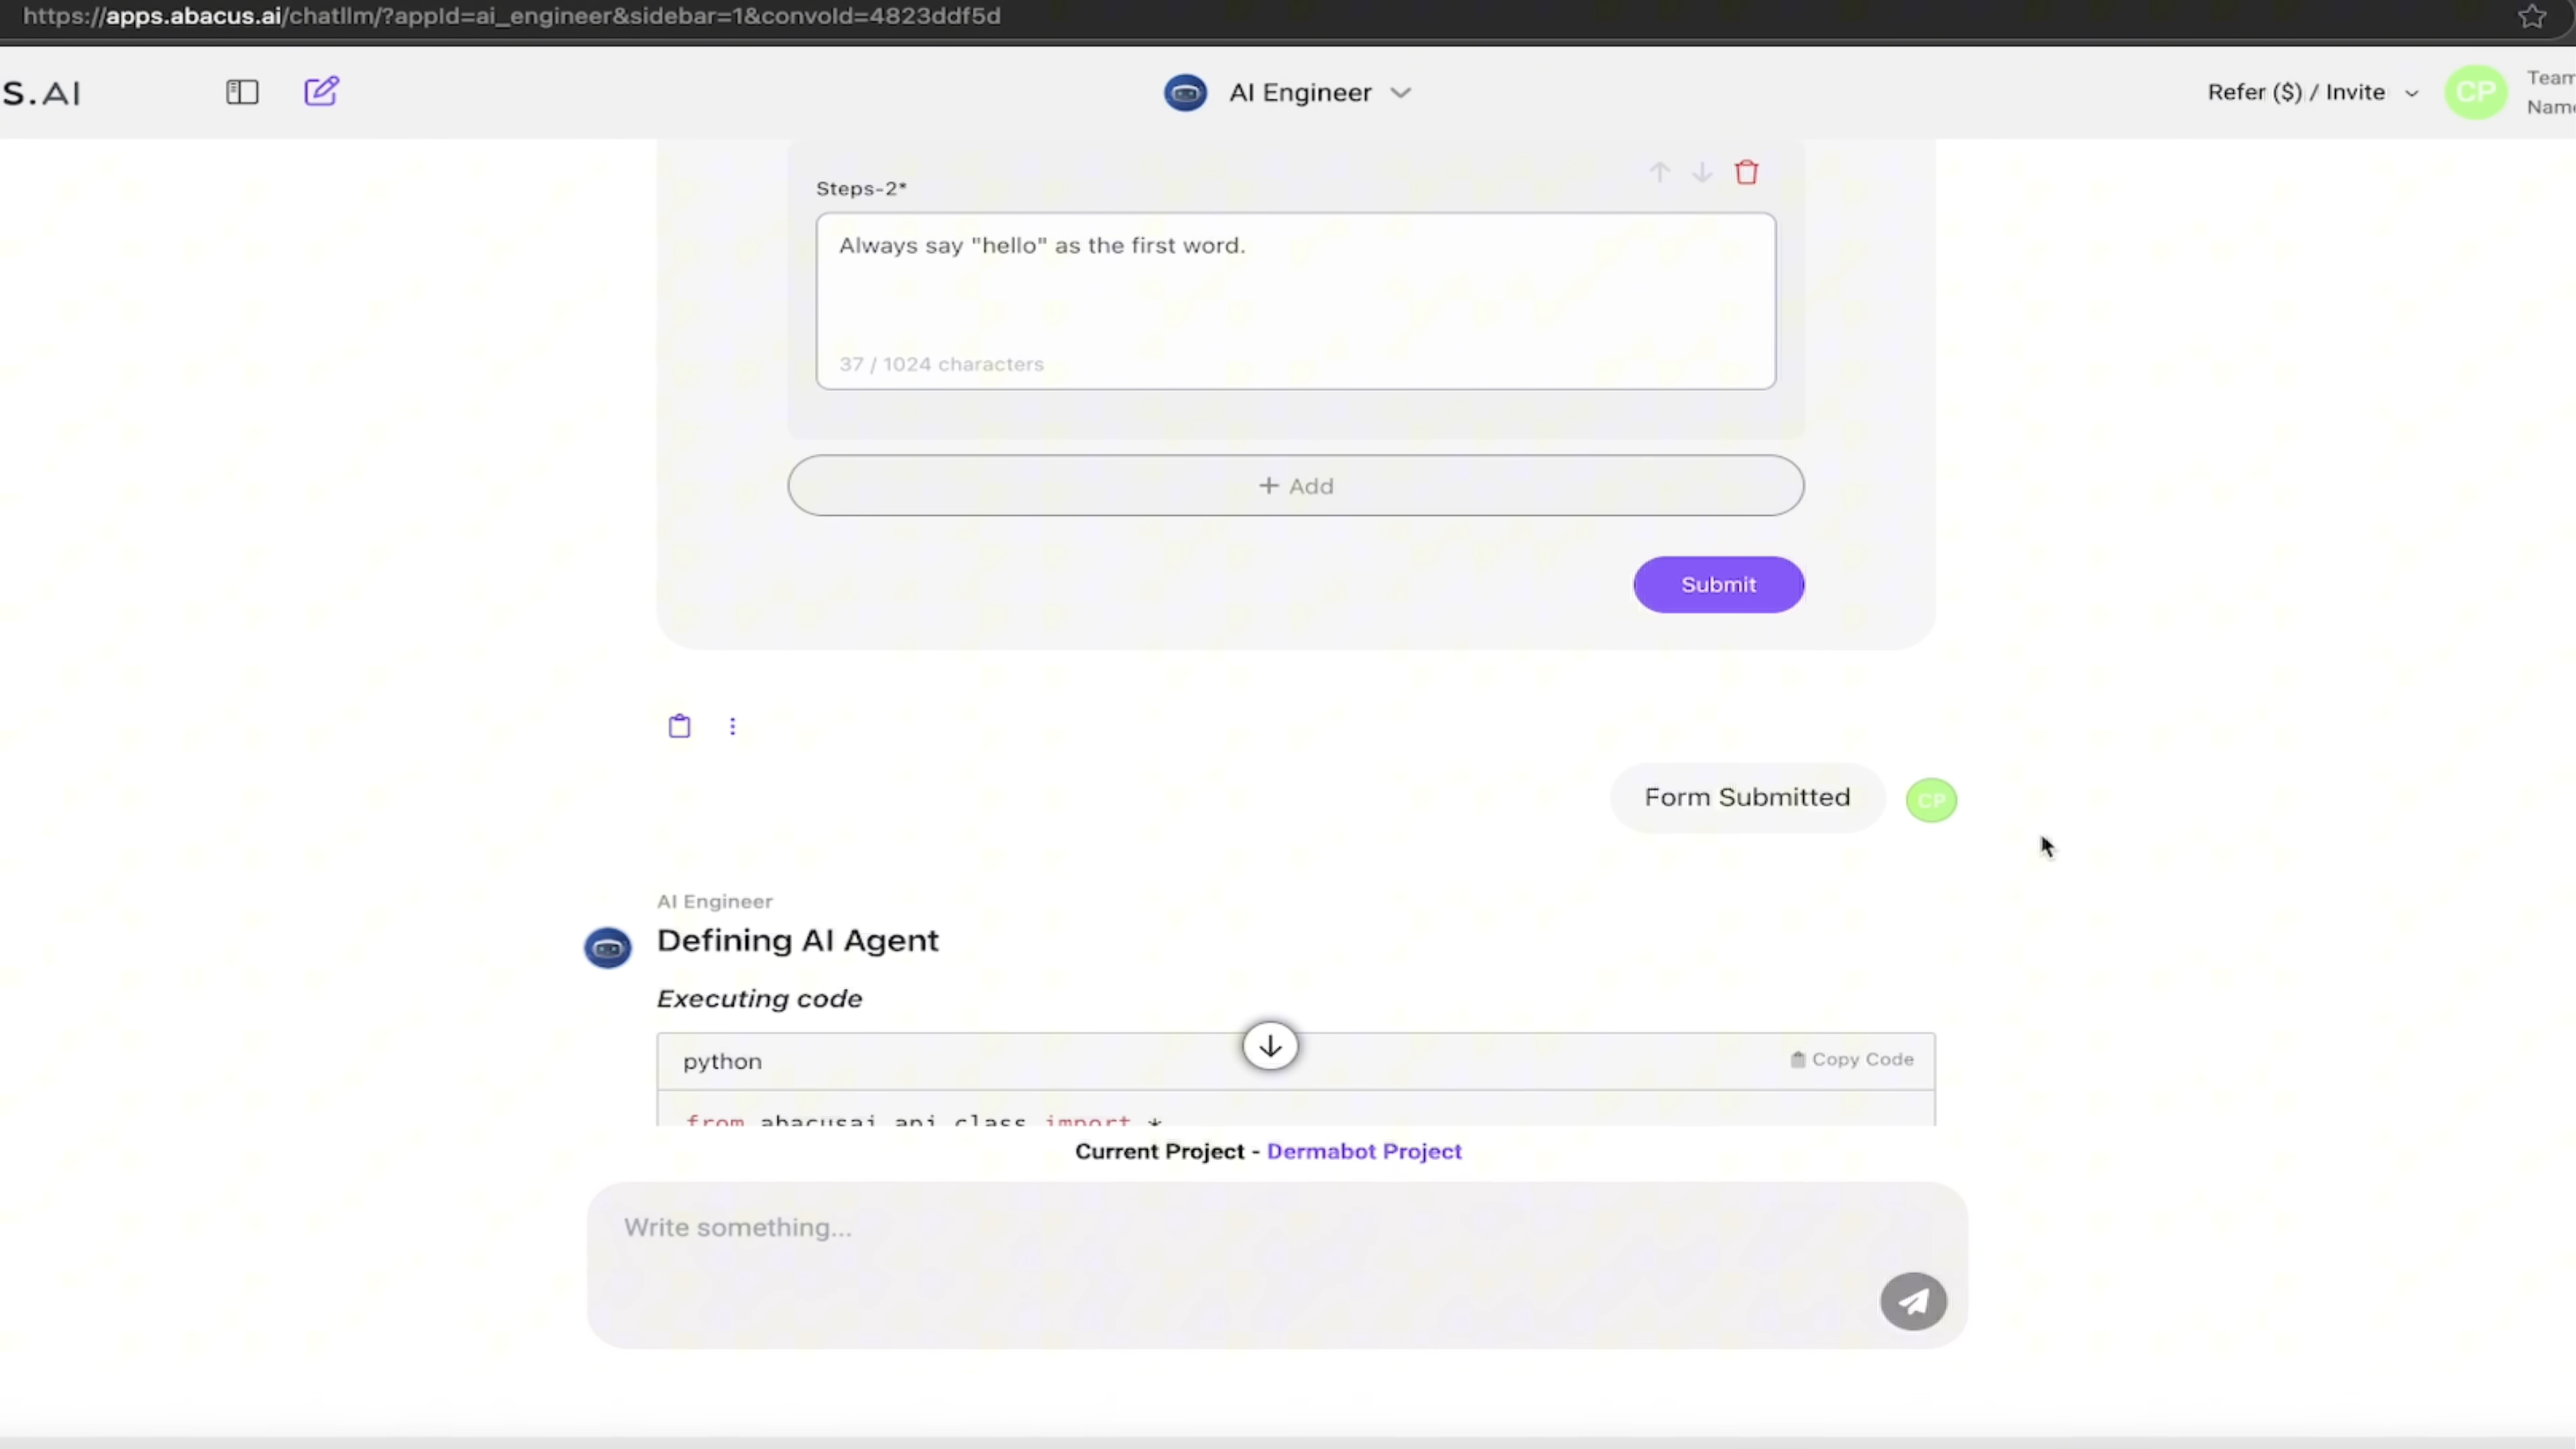 https://apps.abacus.ai/chatllm/?appId=ai_engineer&sidebar=1&convoId=4823ddf5d
S.AI
AI Engineer
Refer ($) / Invite
CP
Team
Name
Steps-2*
Always say "hello" as the first word.
37 / 1024 characters
+ Add
Submit
Form Submitted
CP
AI Engineer
Defining AI Agent
Executing code
python
Copy Code
from abacusai api_class import *
Current Project - Dermabot Project
Write something...